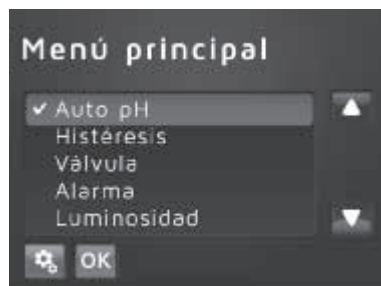 Menú principal
✔ Auto pH
Histéresis
Válvula
Alarma
Luminosidad
OK